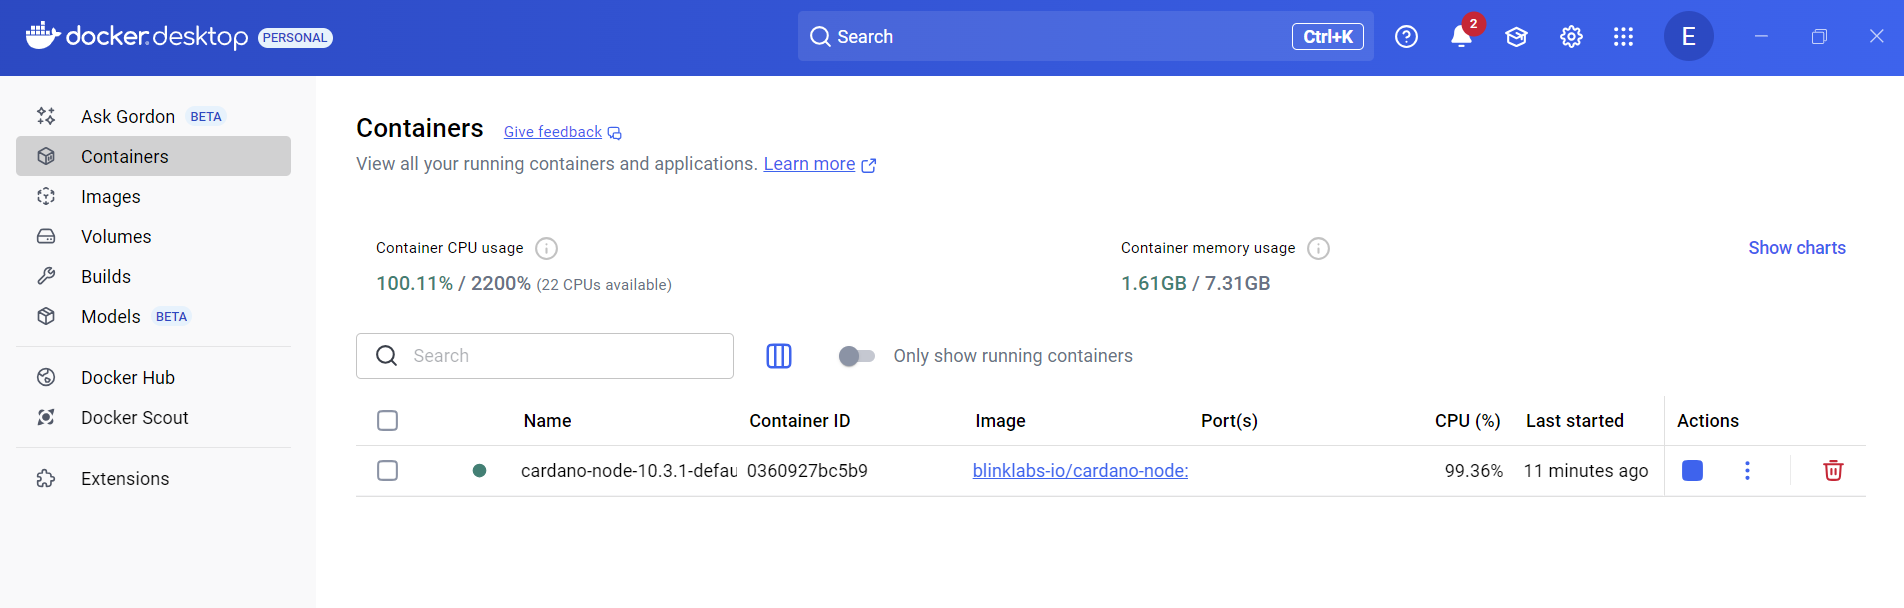 docker.desktop PERSONAL
Search Ctrl+K
2
E
Ask Gordon BETA
Containers
Images
Volumes
Builds
Models BETA
Docker Hub
Docker Scout
Extensions
Containers Give feedback
View all your running containers and applications. Learn more
Container CPU usage
100.11% / 2200% (22 CPUs available)
Container memory usage
1.61GB / 7.31GB
Show charts
Search
Only show running containers
Name Container ID Image Port(s) CPU (%) Last started Actions
cardano-node-10.3.1-defau 0360927bc5b9 blinklabs-io/cardano-node: 99.36% 11 minutes ago